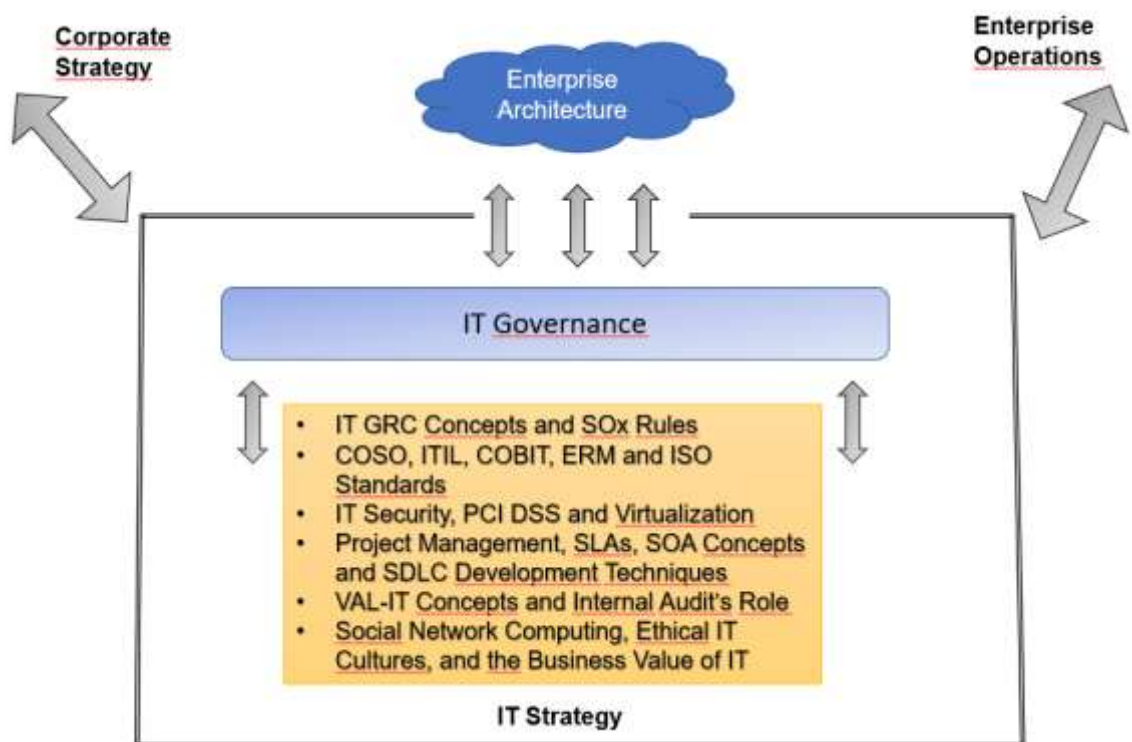 Corporate
Strategy
Enterprise
Architecture
Enterprise
Operations
IT Governance
• IT GRC Concepts and SOx Rules
• COSO, ITIL, COBIT, ERM and ISO
Standards
• IT Security, PCI DSS and Virtualization
• Project Management, SLAs, SOA Concepts
and SDLC Development Techniques
• VAL-IT Concepts and Internal Audit's Role
• Social Network Computing, Ethical IT
Cultures, and the Business Value of IT
IT Strategy